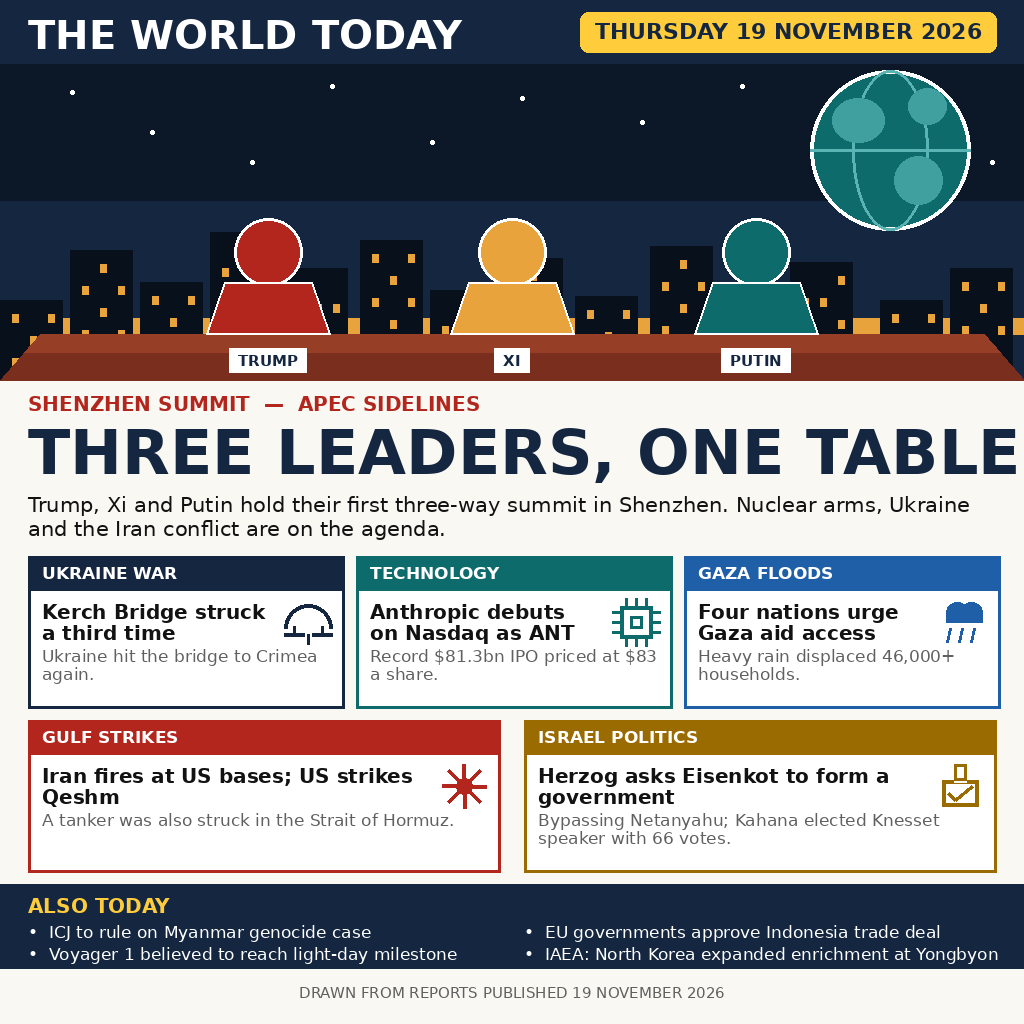 THE WORLD TODAY
THURSDAY 19 NOVEMBER 2026
TRUMP
XI
PUTIN
SHENZHEN SUMMIT — APEC SIDELINES
THREE LEADERS, ONE TABLE
Trump, Xi and Putin hold their first three-way summit in Shenzhen. Nuclear arms, Ukraine
and the Iran conflict are on the agenda.
UKRAINE WAR
Kerch Bridge struck
a third time
Ukraine hit the bridge to Crimea
again.
TECHNOLOGY
Anthropic debuts
on Nasdaq as ANT
Record $81.3bn IPO priced at $83
a share.
GAZA FLOODS
Four nations urge
Gaza aid access
Heavy rain displaced 46,000+
households.
GULF STRIKES
Iran fires at US bases; US strikes
Qeshm
A tanker was also struck in the Strait of Hormuz.
ISRAEL POLITICS
Herzog asks Eisenkot to form a
government
Bypassing Netanyahu; Kahana elected Knesset
speaker with 66 votes.
ALSO TODAY
• ICJ to rule on Myanmar genocide case
• Voyager 1 believed to reach light-day milestone
• EU governments approve Indonesia trade deal
• IAEA: North Korea expanded enrichment at Yongbyon
DRAWN FROM REPORTS PUBLISHED 19 NOVEMBER 2026